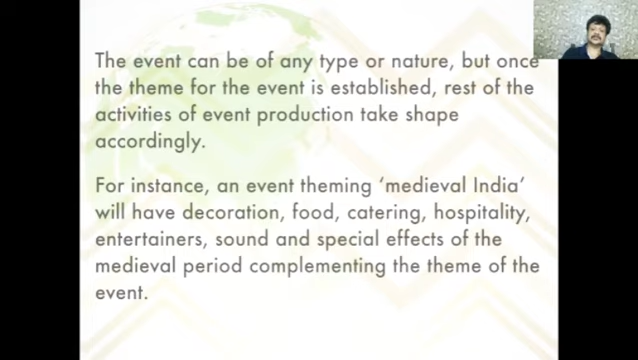 The event can be of any type or nature, but once
the theme for the event is established, rest of the
activities of event production take shape
accordingly.
For instance, an event theming 'medieval India'
will have decoration, food, catering, hospitality,
entertainers, sound and special effects of the
medieval period complementing the theme of the
event.